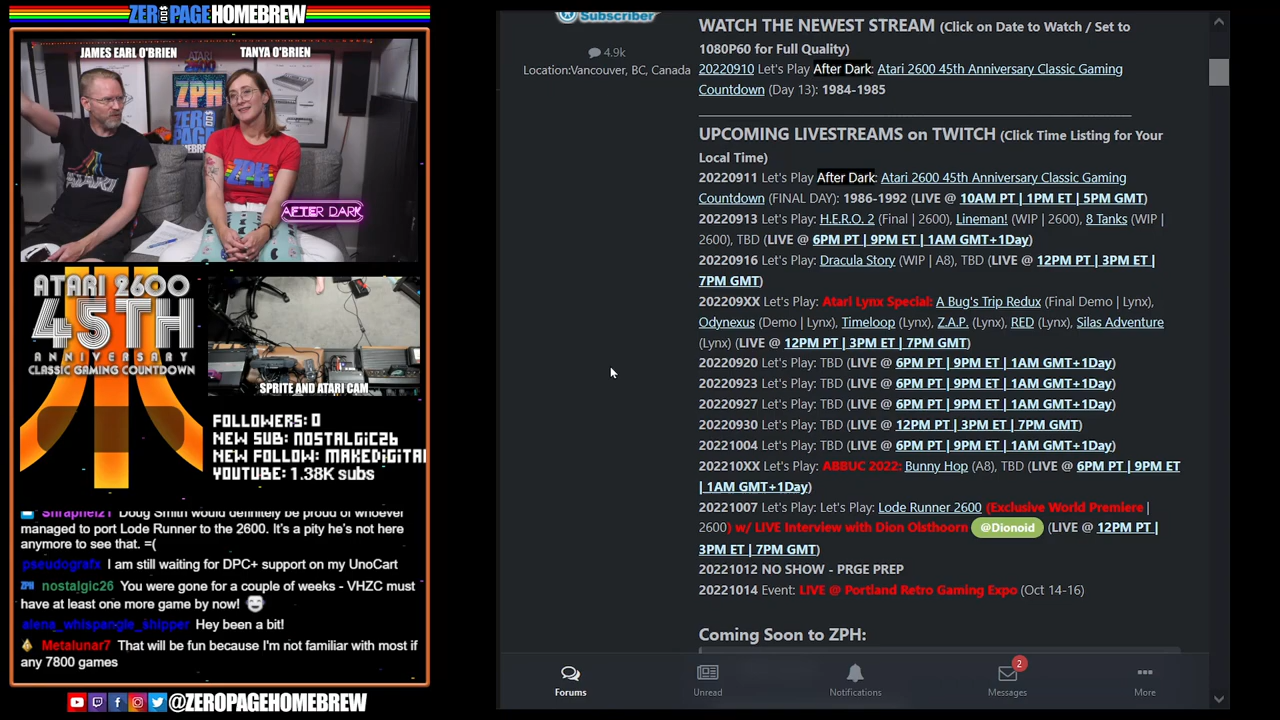 ZERO PAGE HOMEBREW
JAMES EARL O'BRIEN
TANYA O'BRIEN
ATARI
ZPH
ZERO
PAGE
ATARI
ZPH
AFTER DARK
ATARI 2600
45TH
ANNIVERSARY
CLASSIC GAMING COUNTDOWN
SPRITE AND ATARI CAM
FOLLOWERS: 0
NEW SUB: NOSTALGIC26
NEW FOLLOW: MAKEDIGITA
YOUTUBE: 1.38K subs
Shraphel21 Doug Smith would definitely be proud of whoever
managed to port Lode Runner to the 2600. It's a pity he's not here
anymore to see that. =(
pseudografx I am still waiting for DPC+ support on my UnoCart
ZPH nostalgic26 You were gone for a couple of weeks - VHZC must
have at least one more game by now!
alena_whispangle_shipper Hey been a bit!
Metalunar7 That will be fun because I'm not familiar with most if
any 7800 games
@ZEROPAGEHOMEBREW
Subscriber
4.9k
Location:Vancouver, BC, Canada
WATCH THE NEWEST STREAM (Click on Date to Watch / Set to
1080P60 for Full Quality)
20220910 Let's Play After Dark: Atari 2600 45th Anniversary Classic Gaming
Countdown (Day 13): 1984-1985
UPCOMING LIVESTREAMS on TWITCH (Click Time Listing for Your
Local Time)
20220911 Let's Play After Dark: Atari 2600 45th Anniversary Classic Gaming
Countdown (FINAL DAY): 1986-1992 (LIVE @ 10AM PT | 1PM ET | 5PM GMT)
20220913 Let's Play: H.E.R.O. 2 (Final | 2600), Lineman! (WIP | 2600), 8 Tanks (WIP |
2600), TBD (LIVE @ 6PM PT | 9PM ET | 1AM GMT+1Day)
20220916 Let's Play: Dracula Story (WIP | A8), TBD (LIVE @ 12PM PT | 3PM ET |
7PM GMT)
202209XX Let's Play: Atari Lynx Special: A Bug's Trip Redux (Final Demo | Lynx),
Odynexus (Demo | Lynx), Timeloop (Lynx), Z.A.P. (Lynx), RED (Lynx), Silas Adventure
(Lynx) (LIVE @ 12PM PT | 3PM ET | 7PM GMT)
20220920 Let's Play: TBD (LIVE @ 6PM PT | 9PM ET | 1AM GMT+1Day)
20220923 Let's Play: TBD (LIVE @ 6PM PT | 9PM ET | 1AM GMT+1Day)
20220927 Let's Play: TBD (LIVE @ 6PM PT | 9PM ET | 1AM GMT+1Day)
20220930 Let's Play: TBD (LIVE @ 12PM PT | 3PM ET | 7PM GMT)
20221004 Let's Play: TBD (LIVE @ 6PM PT | 9PM ET | 1AM GMT+1Day)
202210XX Let's Play: ABBUC 2022: Bunny Hop (A8), TBD (LIVE @ 6PM PT | 9PM ET
| 1AM GMT+1Day)
20221007 Let's Play: Let's Play: Lode Runner 2600 (Exclusive World Premiere |
2600) w/ LIVE Interview with Dion Olsthoorn @Dionoid (LIVE @ 12PM PT |
3PM ET | 7PM GMT)
20221012 NO SHOW - PRGE PREP
20221014 Event: LIVE @ Portland Retro Gaming Expo (Oct 14-16)
Coming Soon to ZPH:
Forums
Unread
Notifications
2
Messages
More